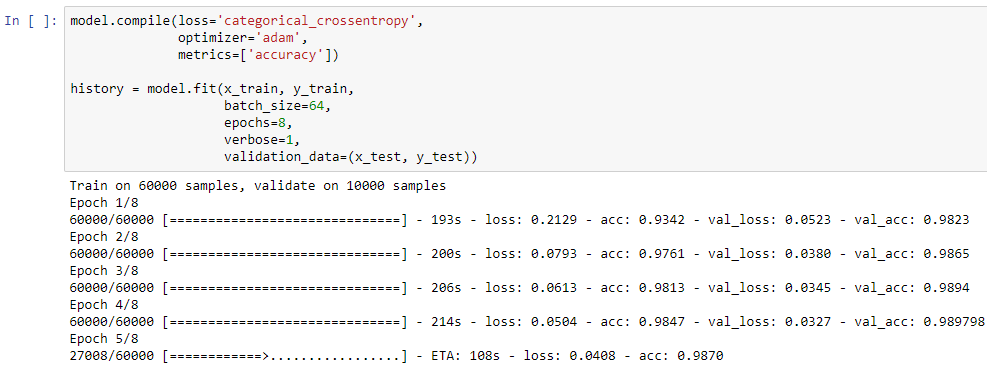 In [ ]: model.compile(loss='categorical_crossentropy',
optimizer='adam',
metrics=['accuracy'])
history = model.fit(x_train, y_train,
batch_size=64,
epochs=8,
verbose=1,
validation_data=(x_test, y_test))
Train on 60000 samples, validate on 10000 samples
Epoch 1/8
60000/60000 [==============================] - 193s - loss: 0.2129 - acc: 0.9342 - val_loss: 0.0523 - val_acc: 0.9823
Epoch 2/8
60000/60000 [==============================] - 200s - loss: 0.0793 - acc: 0.9761 - val_loss: 0.0380 - val_acc: 0.9865
Epoch 3/8
60000/60000 [==============================] - 206s - loss: 0.0613 - acc: 0.9813 - val_loss: 0.0345 - val_acc: 0.9894
Epoch 4/8
60000/60000 [==============================] - 214s - loss: 0.0504 - acc: 0.9847 - val_loss: 0.0327 - val_acc: 0.989798
Epoch 5/8
27008/60000 [============>.................] - ETA: 108s - loss: 0.0408 - acc: 0.9870